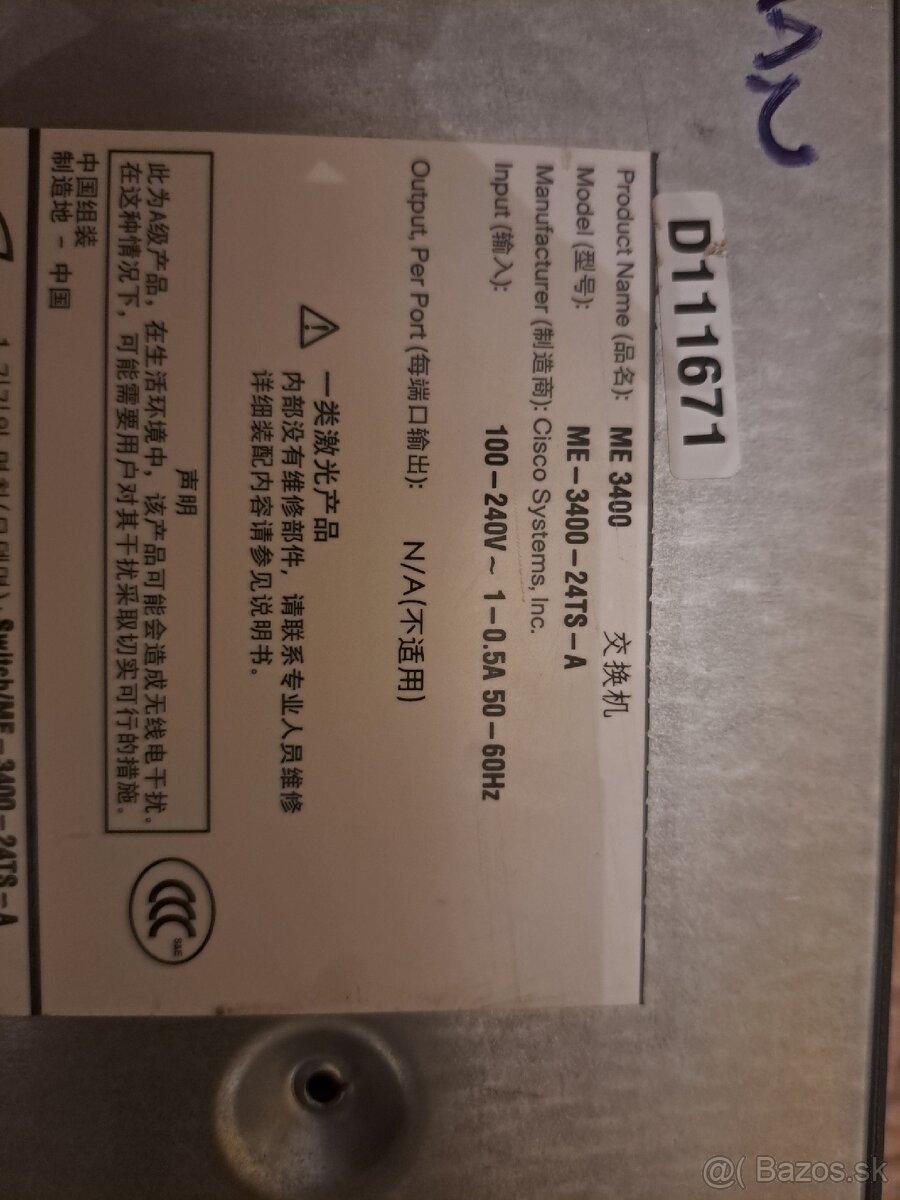 D111671
Product Name (品名): ME 3400 交换机
Model (型号): ME-3400-24TS-A
Manufacturer (制造商): Cisco Systems, Inc.
Input (输入): 100-240V~ 1-0.5A 50-60Hz
Output, Per Port (每端口输出): N/A(不适用)
一类激光产品
内部没有维修部件，请联系专业人员维修
详细装配内容请参见说明书。
声明
此为A级产品，在生活环境中，该产品可能会造成无线电干扰。
在这种情况下，可能需要用户对其干扰采取切实可行的措施。
中国组装
制造地 - 中国
CCC
S&E
Switch/ME-3400-24TS-A
@( Bazos.sk